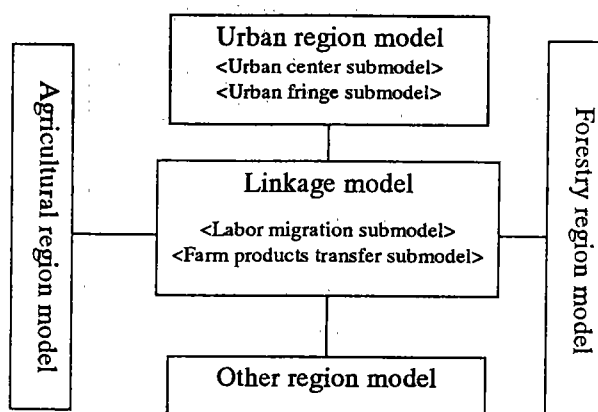 Urban region model
<Urban center submodel>
<Urban fringe submodel>
Agricultural region model
Linkage model
<Labor migration submodel>
<Farm products transfer submodel>
Forestry region model
Other region model